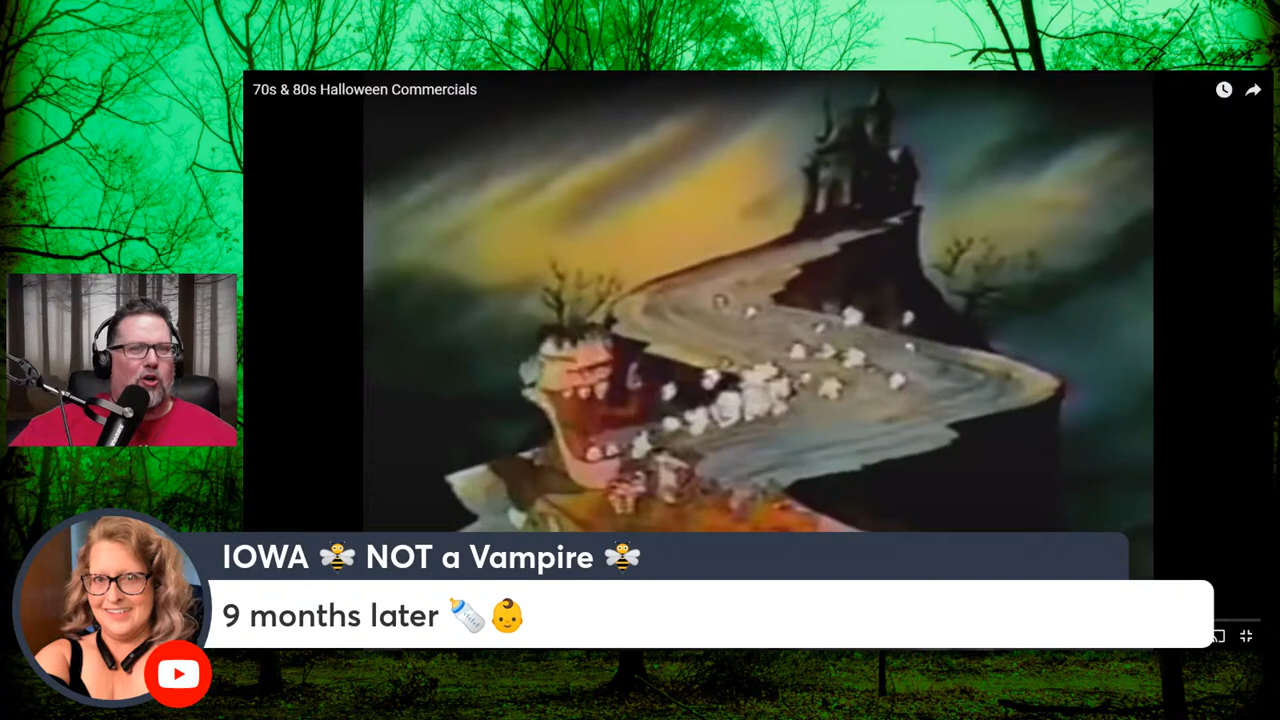 70s & 80s Halloween Commercials
IOWA 🐝 NOT a Vampire 🐝
9 months later 🍼👶